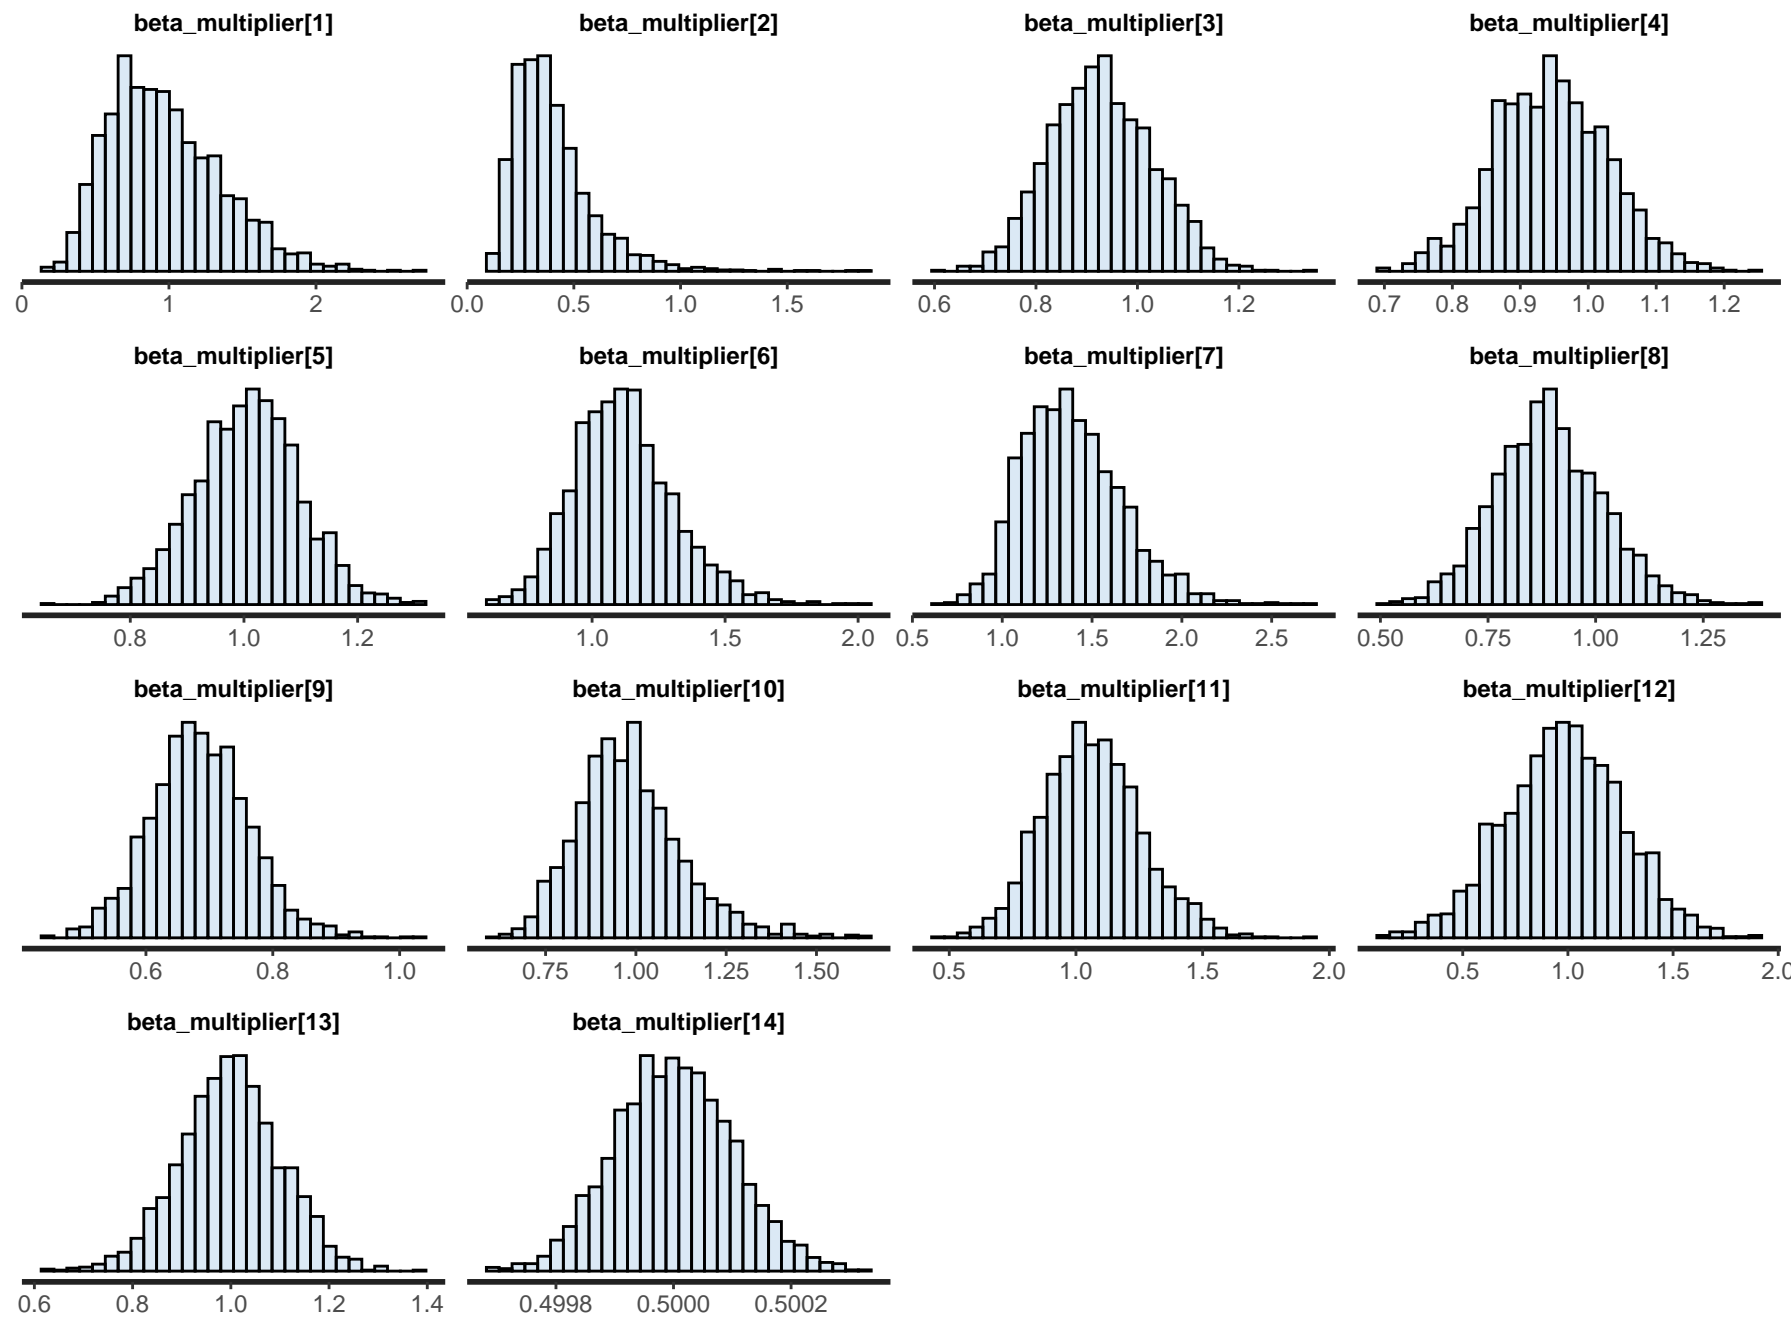 beta_multiplier[1] beta_multiplier[2] beta_multiplier[3] beta_multiplier[4]
0 1 2 0.0 0.5 1.0 1.5 0.6 0.8 1.0 1.2 0.7 0.8 0.9 1.0 1.1 1.2
beta_multiplier[5] beta_multiplier[6] beta_multiplier[7] beta_multiplier[8]
0.8 1.0 1.2 1.0 1.5 2.0 0.5 1.0 1.5 2.0 2.5 0.50 0.75 1.00 1.25
beta_multiplier[9] beta_multiplier[10] beta_multiplier[11] beta_multiplier[12]
0.6 0.8 1.0 0.75 1.00 1.25 1.50 0.5 1.0 1.5 2.0 0.5 1.0 1.5 2.0
beta_multiplier[13] beta_multiplier[14]
0.6 0.8 1.0 1.2 1.4 0.4998 0.5000 0.5002